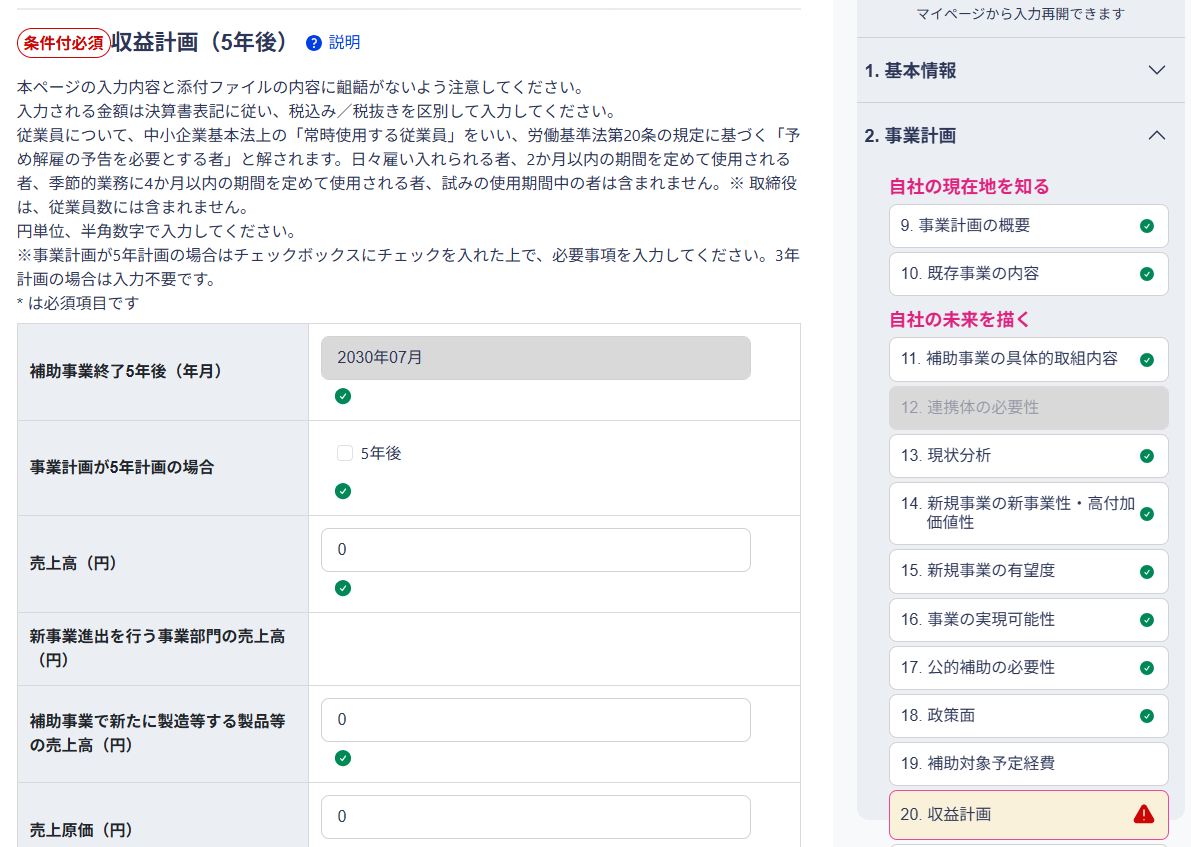 条件付必須 収益計画（5年後） ? 説明
本ページの入力内容と添付ファイルの内容に齟齬がないよう注意してください。
入力される金額は決算書表記に従い、税込み／税抜きを区別して入力してください。
従業員について、中小企業基本法上の「常時使用する従業員」をいい、労働基準法第20条の規定に基づく「予
め解雇の予告を必要とする者」と解されます。日々雇い入れられる者、2か月以内の期間を定めて使用される
者、季節的業務に4か月以内の期間を定めて使用される者、試みの使用期間中の者は含まれません。※ 取締役
は、従業員数には含まれません。
円単位、半角数字で入力してください。
※事業計画が5年計画の場合はチェックボックスにチェックを入れた上で、必要事項を入力してください。3年
計画の場合は入力不要です。
* は必須項目です
補助事業終了5年後（年月）
2030年07月
事業計画が5年計画の場合
5年後
売上高（円）
0
新事業進出を行う事業部門の売上高
（円）
補助事業で新たに製造等する製品等
の売上高（円）
0
売上原価（円）
0
マイページから入力再開できます
1. 基本情報
2. 事業計画
自社の現在地を知る
9. 事業計画の概要
10. 既存事業の内容
自社の未来を描く
11. 補助事業の具体的取組内容
12. 連携体の必要性
13. 現状分析
14. 新規事業の新事業性・高付加
価値性
15. 新規事業の有望度
16. 事業の実現可能性
17. 公的補助の必要性
18. 政策面
19. 補助対象予定経費
20. 収益計画